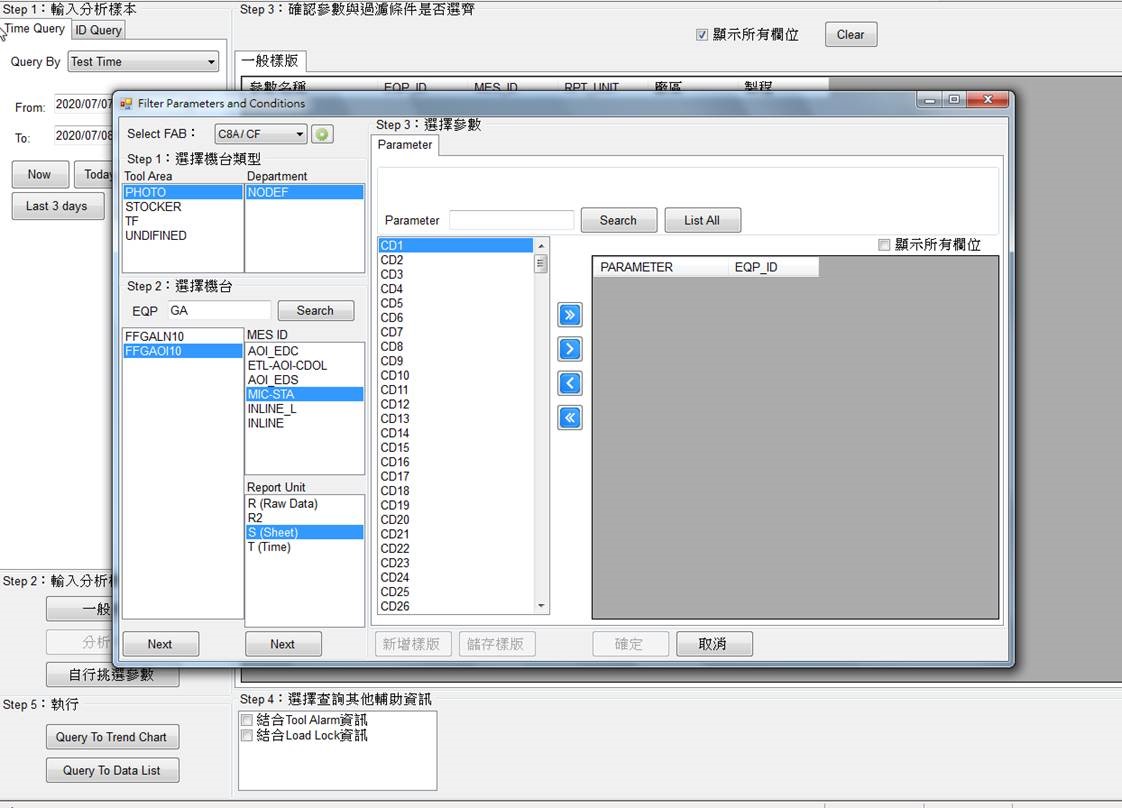 Step 1：輸入分析樣本
Time Query
ID Query
Query By
Test Time
From:
2020/07/07
To:
2020/07/08
Now
Today
Last 3 days
Step 3：確認參數與過濾條件是否選齊
顯示所有欄位
Clear
一般樣版
參數名稱
EQP_ID
MES_ID
RPT_UNIT
廠區
製程
Filter Parameters and Conditions
Select FAB：
C8A/ CF
Step 1：選擇機台類型
Tool Area
Department
PHOTO
NODEF
STOCKER
TF
UNDIFINED
Step 2：選擇機台
EQP
GA
Search
FFGALN10
FFGAOI10
MES ID
AOI_EDC
ETL-AOI-CDOL
AOI_EDS
MIC-STA
INLINE_L
INLINE
Report Unit
R (Raw Data)
R2
S (Sheet)
T (Time)
Next
Next
Step 3：選擇參數
Parameter
Parameter
Search
List All
顯示所有欄位
CD1
CD2
CD3
CD4
CD5
CD6
CD7
CD8
CD9
CD10
CD11
CD12
CD13
CD14
CD15
CD16
CD17
CD18
CD19
CD20
CD21
CD22
CD23
CD24
CD25
CD26
PARAMETER
EQP_ID
新增樣版
儲存樣版
確定
取消
Step 2：輸入分析
一般
分析
自行挑選參數
Step 5：執行
Query To Trend Chart
Query To Data List
Step 4：選擇查詢其他輔助資訊
結合Tool Alarm資訊
結合Load Lock資訊